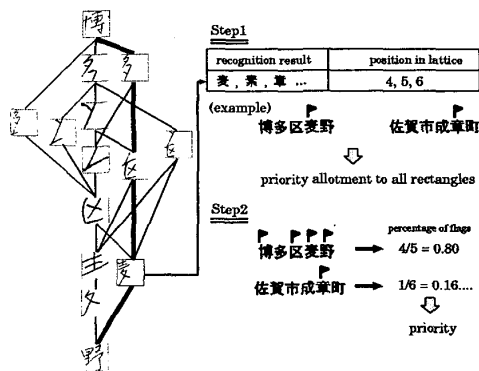 博
多
区
麦
野
Step1
recognition result
position in lattice
麦 , 素 , 章 ...
4, 5, 6
(example)
博多区麦野
佐賀市成章町
priority allotment to all rectangles
Step2
percentage of flags
博多区麦野
4/5 = 0.80
佐賀市成章町
1/6 = 0.16....
priority